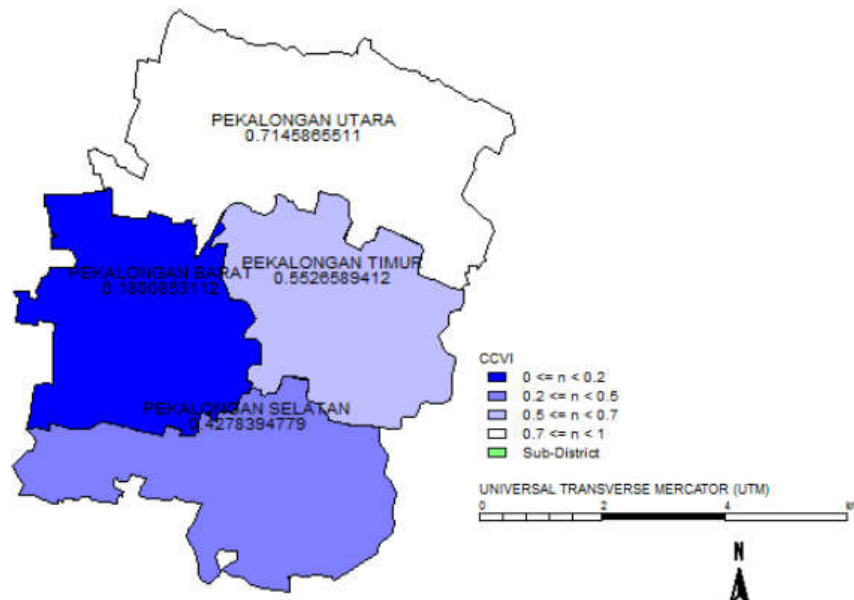 PEKALONGAN UTARA
0.7145865511
PEKALONGAN BARAT
0.1800853112
PEKALONGAN TIMUR
0.5526589412
PEKALONGAN SELATAN
0.4278394779
CCVI
0 <= n < 0.2
0.2 <= n < 0.5
0.5 <= n < 0.7
0.7 <= n < 1
Sub-District
UNIVERSAL TRANSVERSE MERCATOR (UTM)
0 2 4
N